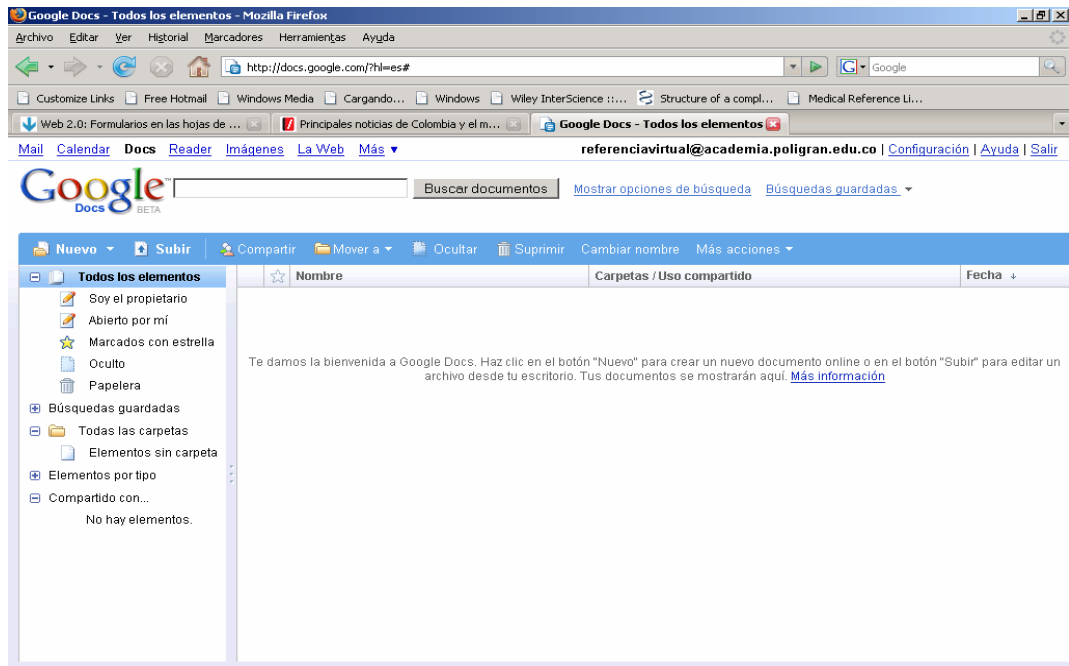 Google Docs - Todos los elementos - Mozilla Firefox
Archivo Editar Ver Historial Marcadores Herramientas Ayuda
http://docs.google.com/?hl=es# G Google
Customize Links Free Hotmail Windows Media Cargando... Windows Wiley InterScience ::... Structure of a compl... Medical Reference Li...
Web 2.0: Formularios en las hojas de ... Principales noticias de Colombia y el m... Google Docs - Todos los elementos
Mail Calendar Docs Reader Imágenes La Web Más ▼ referenciavirtual@academia.poligran.edu.co | Configuración | Ayuda | Salir
Google™ Buscar documentos Mostrar opciones de búsqueda Búsquedas guardadas
Docs BETA
Nuevo Subir Compartir Mover a Ocultar Suprimir Cambiar nombre Más acciones
Todos los elementos Nombre Carpetas / Uso compartido Fecha ↓
Soy el propietario
Abierto por mí
Marcados con estrella
Oculto
Papelera
Búsquedas guardadas
Todas las carpetas
Elementos sin carpeta
Elementos por tipo
Compartido con...
No hay elementos.
Te damos la bienvenida a Google Docs. Haz clic en el botón "Nuevo" para crear un nuevo documento online o en el botón "Subir" para editar un
archivo desde tu escritorio. Tus documentos se mostrarán aquí. Más información